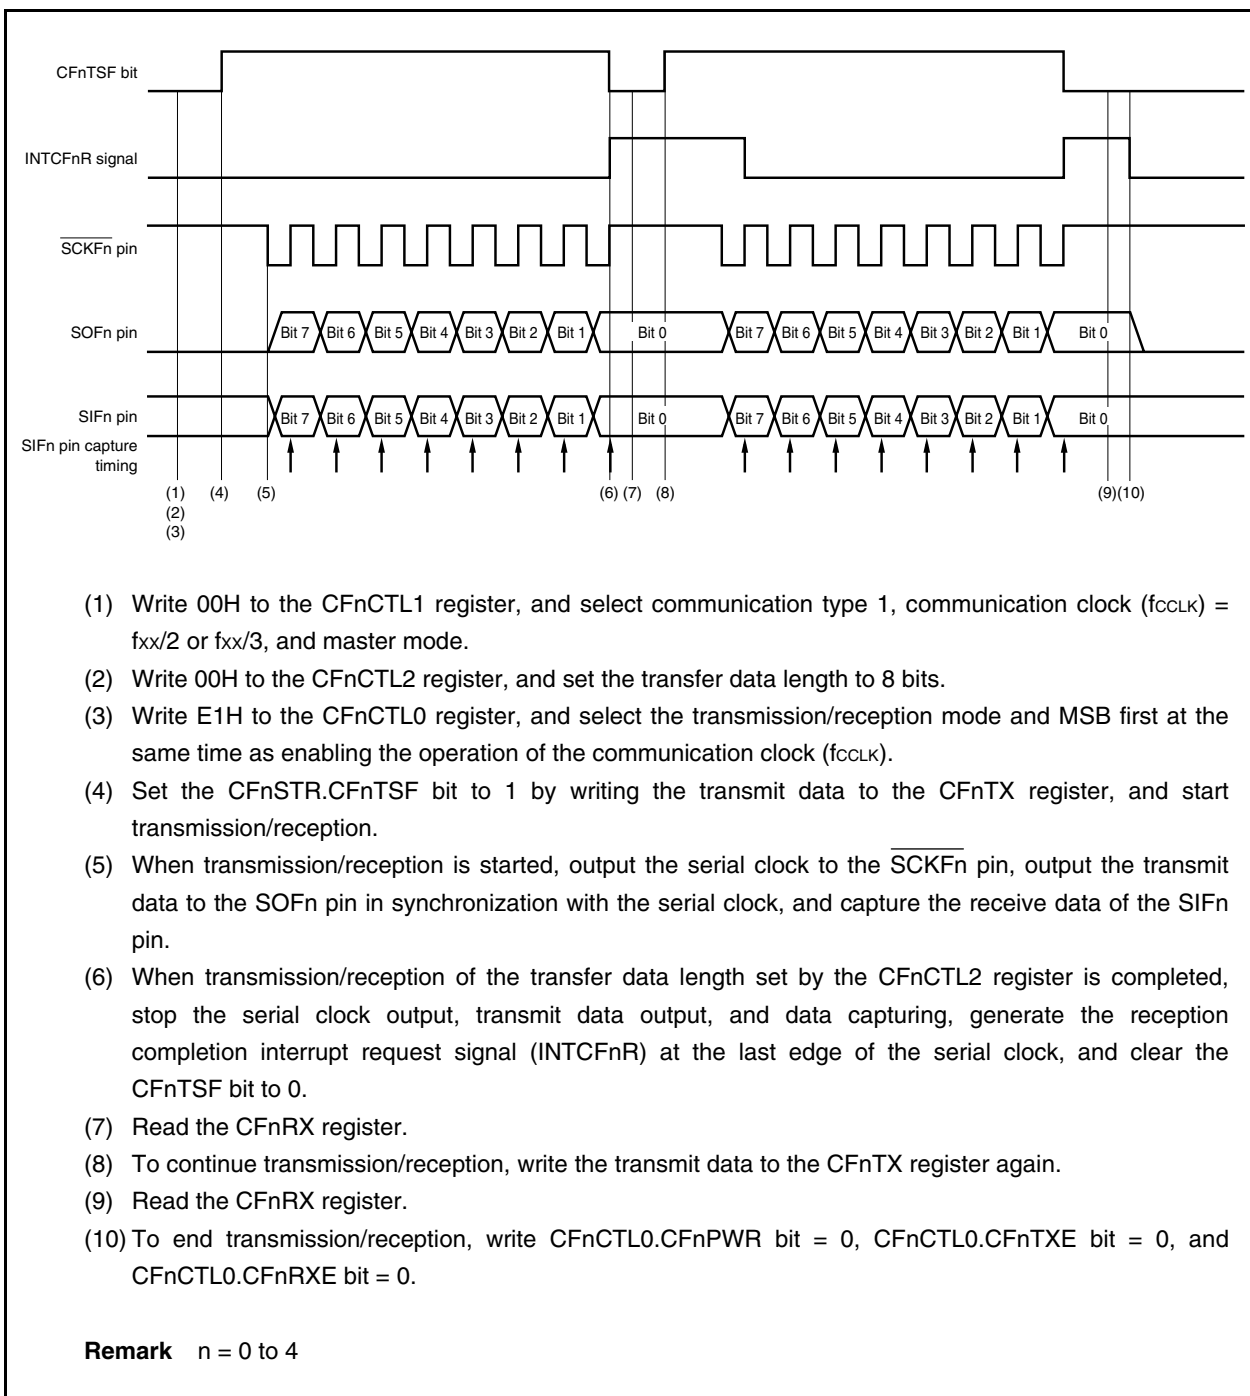 CFnTSF bit
INTCFnR signal
SCKFn pin
SOFn pin
Bit 7 Bit 6 Bit 5 Bit 4 Bit 3 Bit 2 Bit 1 Bit 0 Bit 7 Bit 6 Bit 5 Bit 4 Bit 3 Bit 2 Bit 1 Bit 0
SIFn pin
Bit 7 Bit 6 Bit 5 Bit 4 Bit 3 Bit 2 Bit 1 Bit 0 Bit 7 Bit 6 Bit 5 Bit 4 Bit 3 Bit 2 Bit 1 Bit 0
SIFn pin capture
timing
(1) (4) (5) (6) (7) (8) (9) (10)
(2)
(3)
(1) Write 00H to the CFnCTL1 register, and select communication type 1, communication clock (fCCLK) =
fXX/2 or fXX/3, and master mode.
(2) Write 00H to the CFnCTL2 register, and set the transfer data length to 8 bits.
(3) Write E1H to the CFnCTL0 register, and select the transmission/reception mode and MSB first at the
same time as enabling the operation of the communication clock (fCCLK).
(4) Set the CFnSTR.CFnTSF bit to 1 by writing the transmit data to the CFnTX register, and start
transmission/reception.
(5) When transmission/reception is started, output the serial clock to the SCKFn pin, output the transmit
data to the SOFn pin in synchronization with the serial clock, and capture the receive data of the SIFn
pin.
(6) When transmission/reception of the transfer data length set by the CFnCTL2 register is completed,
stop the serial clock output, transmit data output, and data capturing, generate the reception
completion interrupt request signal (INTCFnR) at the last edge of the serial clock, and clear the
CFnTSF bit to 0.
(7) Read the CFnRX register.
(8) To continue transmission/reception, write the transmit data to the CFnTX register again.
(9) Read the CFnRX register.
(10) To end transmission/reception, write CFnCTL0.CFnPWR bit = 0, CFnCTL0.CFnTXE bit = 0, and
CFnCTL0.CFnRXE bit = 0.
Remark n = 0 to 4